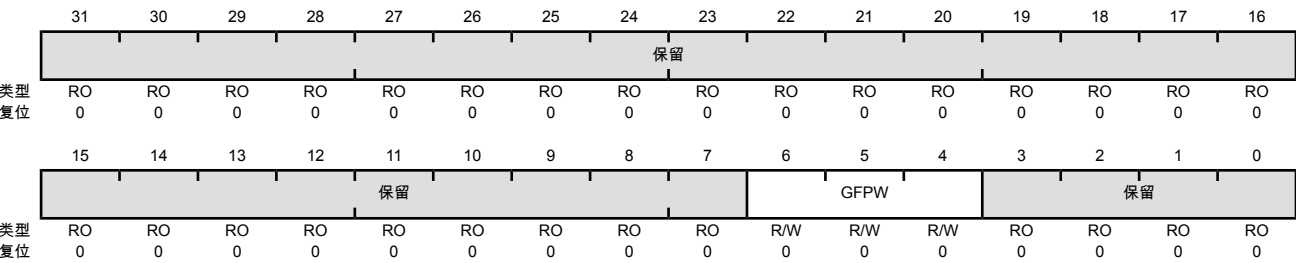 31 30 29 28 27 26 25 24 23 22 21 20 19 18 17 16
保留
类型 RO RO RO RO RO RO RO RO RO RO RO RO RO RO RO RO
复位 0 0 0 0 0 0 0 0 0 0 0 0 0 0 0 0
15 14 13 12 11 10 9 8 7 6 5 4 3 2 1 0
保留 GFPW 保留
类型 RO RO RO RO RO RO RO RO RO R/W R/W R/W RO RO RO RO
复位 0 0 0 0 0 0 0 0 0 0 0 0 0 0 0 0